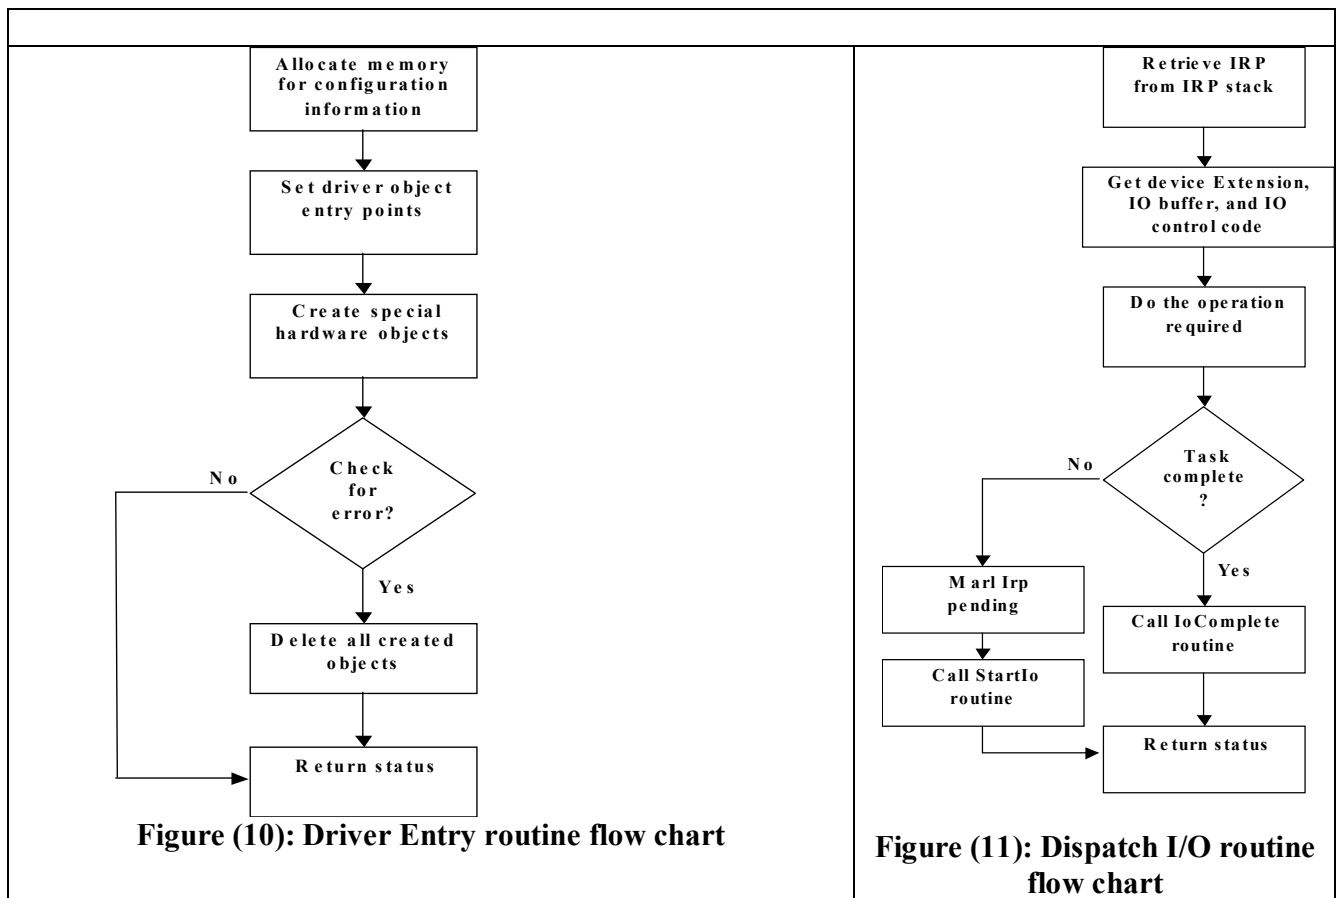 Allocate memory
for configuration
information
Set driver object
entry points
Create special
hardware objects
Check
for
error?
No
Yes
Delete all created
objects
Return status
Figure (10): Driver Entry routine flow chart
Retrieve IRP
from IRP stack
Get device Extension,
IO buffer, and IO
control code
Do the operation
required
Task
complete
?
No
Yes
Marl Irp
pending
Call StartIo
routine
Call IoComplete
routine
Return status
Figure (11): Dispatch I/O routine
flow chart